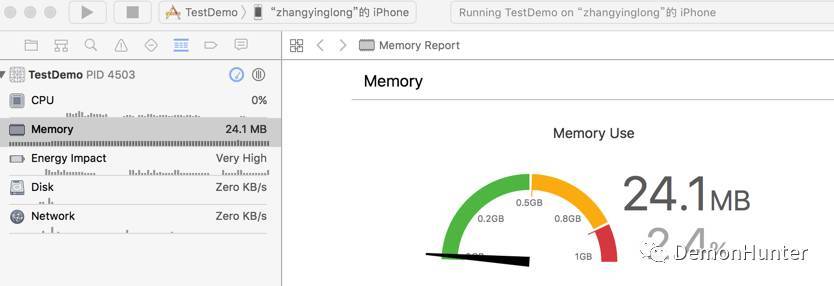 TestDemo
“zhangyinglong”的 iPhone
Running TestDemo on “zhangyinglong”的 iPhone
Memory Report
TestDemo PID 4503
CPU 0%
Memory 24.1 MB
Energy Impact Very High
Disk Zero KB/s
Network Zero KB/s
Memory
Memory Use
0.5GB
0.2GB
0.8GB
1GB
24.1MB
2.4%
DemonHunter